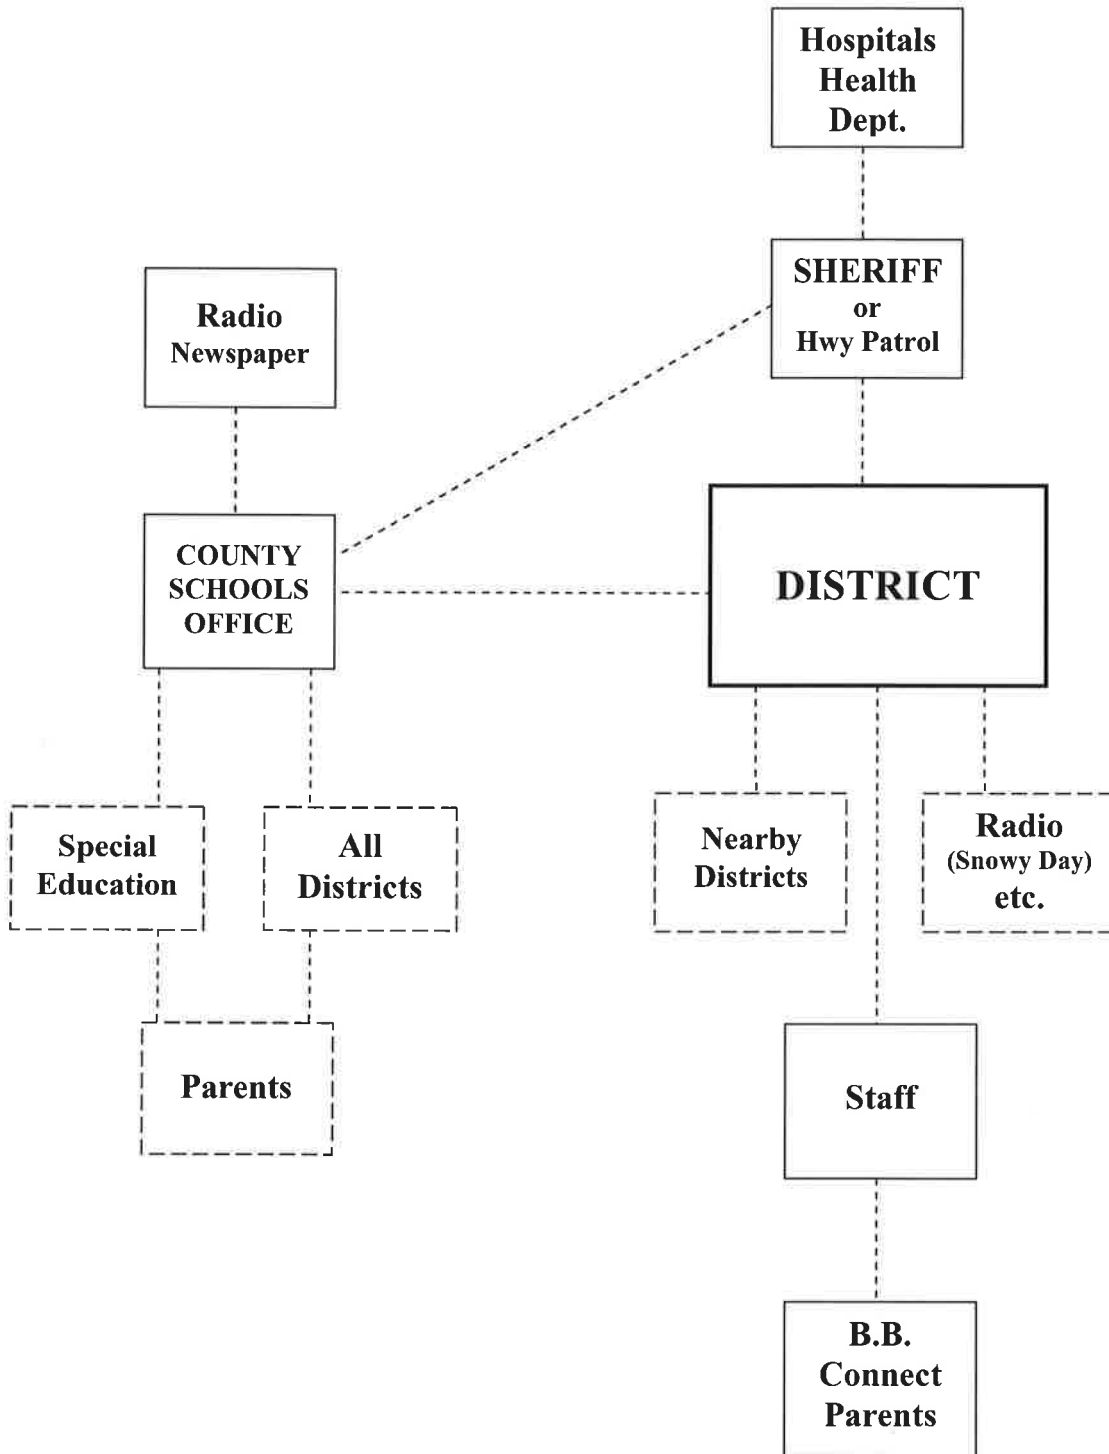 Hospitals
Health
Dept.
SHERIFF
or
Hwy Patrol
Radio
Newspaper
COUNTY
SCHOOLS
OFFICE
DISTRICT
Special
Education
All
Districts
Nearby
Districts
Radio
(Snowy Day)
etc.
Parents
Staff
B.B.
Connect
Parents